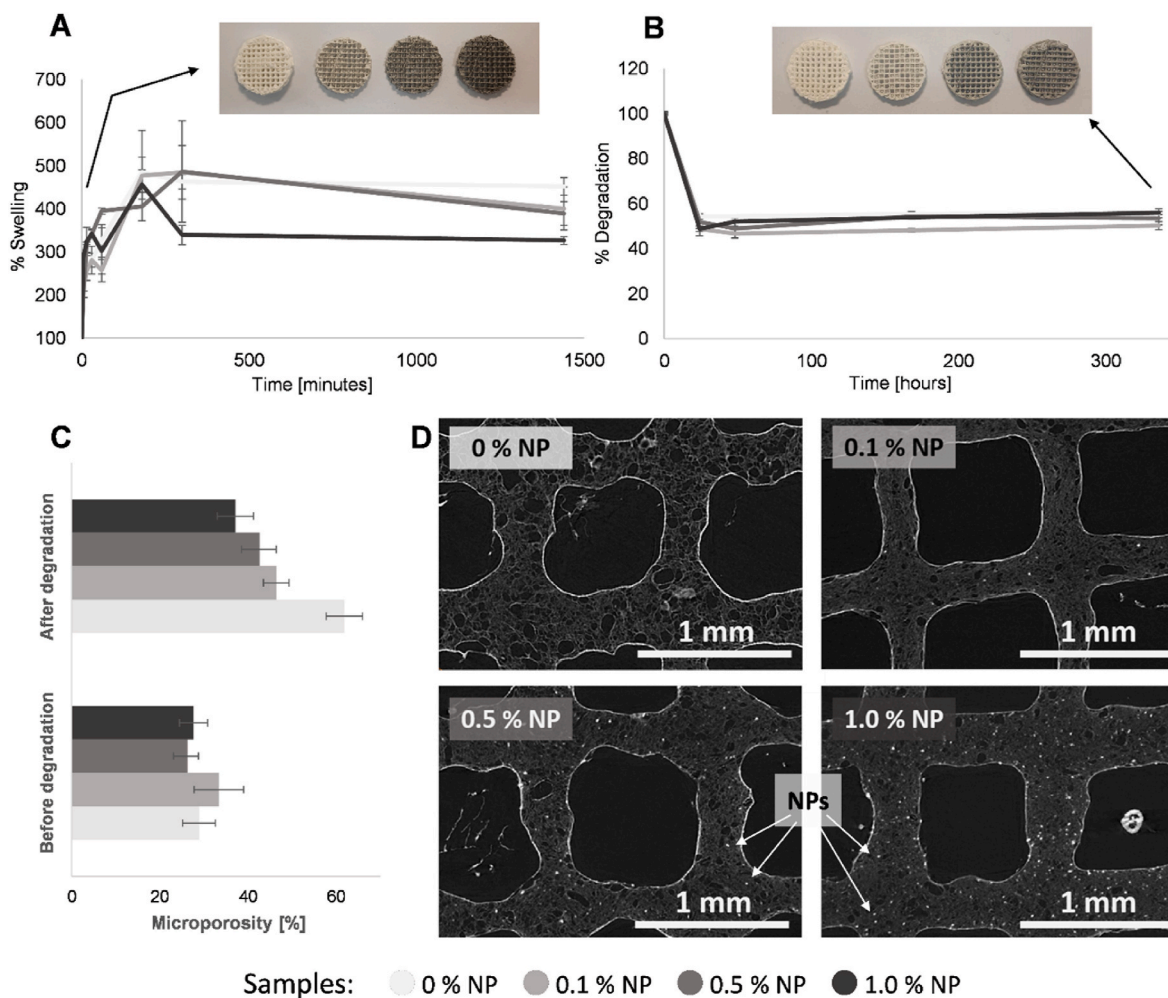 A
700
600
500
400
300
200
100
% Swelling
0
500
1000
1500
Time [minutes]
B
120
100
80
60
40
20
0
% Degradation
0
100
200
300
Time [hours]
C
After degradation
Before degradation
0
20
40
60
Microporosity [%]
D
0 % NP
1 mm
0.1 % NP
1 mm
0.5 % NP
1 mm
1.0 % NP
1 mm
NPs
Samples: 0 % NP 0.1 % NP 0.5 % NP 1.0 % NP